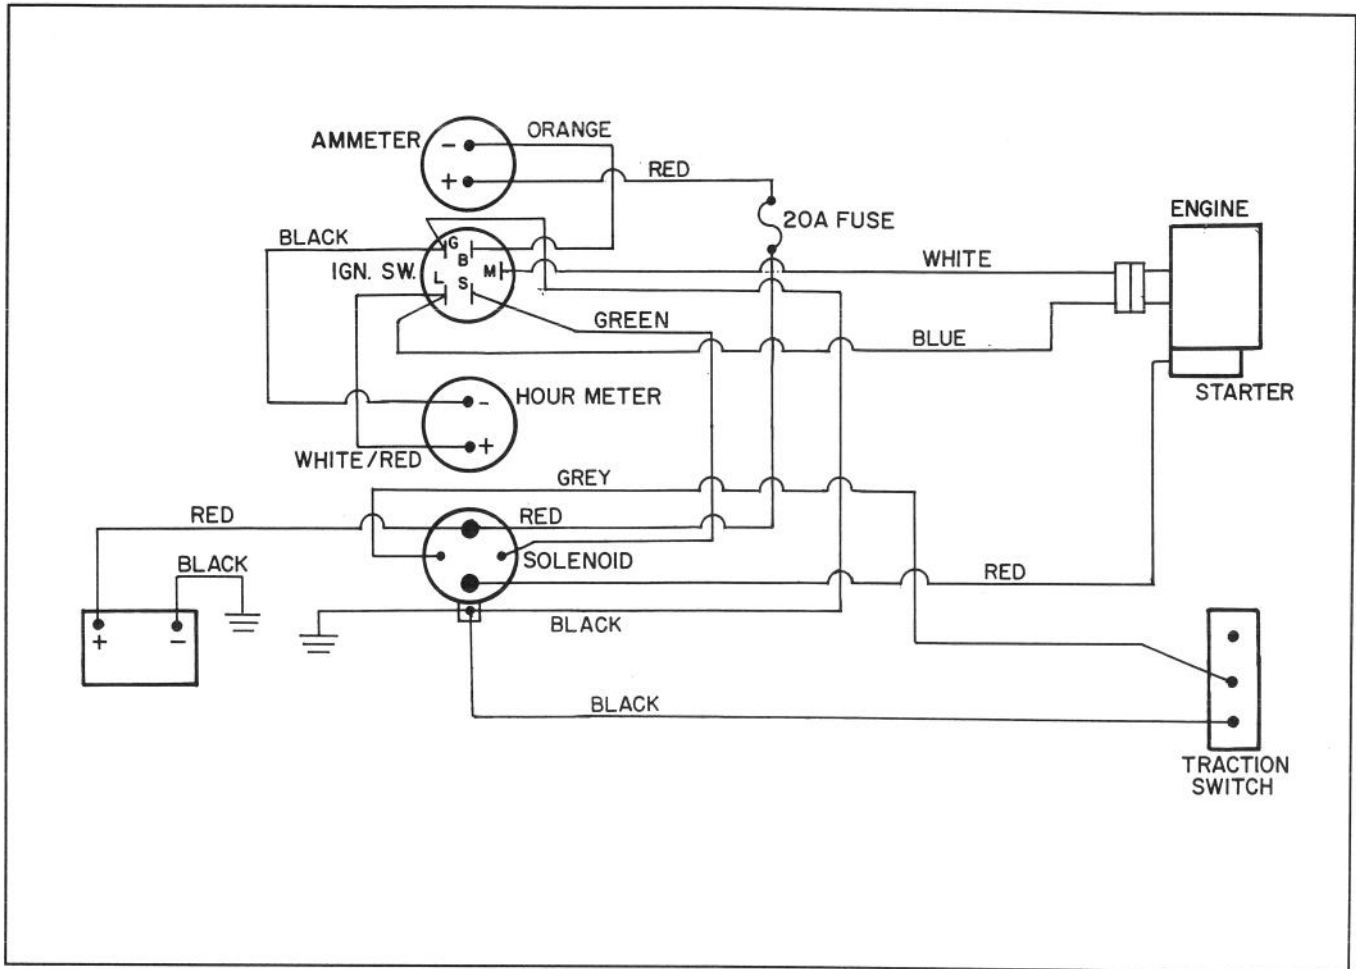 AMMETER
-
+
ORANGE
RED
20A FUSE
ENGINE
BLACK
IGN. SW.
G
B
L
S
M
WHITE
GREEN
BLUE
STARTER
HOUR METER
-
+
WHITE/RED
GREY
RED
RED
SOLENOID
BLACK
RED
+
-
BLACK
BLACK
TRACTION
SWITCH